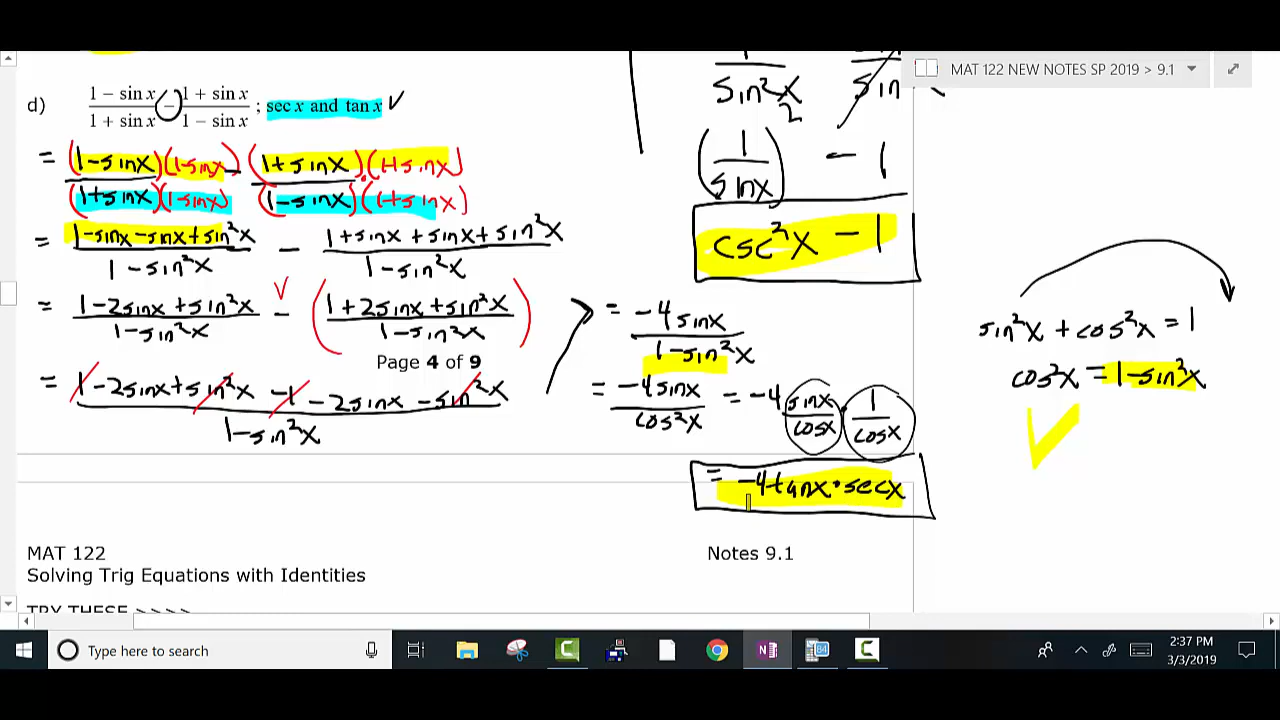 MAT 122 NEW NOTES SP 2019 > 9.1
d) (1 − sin x)/(1 + sin x) − (1 + sin x)/(1 − sin x) ; sec x and tan x ✓
= (1-sinx)(1-sinx)/(1+sinx)(1-sinx) - (1+sinx)·(1+sinx)/(1-sinx)(1+sinx)
= (1-sinx-sinx+sin²x)/(1-sin²x) - (1+sinx+sinx+sin²x)/(1-sin²x)
= (1-2sinx+sin²x)/(1-sin²x) - ((1+2sinx+sin²x)/(1-sin²x))
Page 4 of 9
= (1-2sinx+sin²x-1-2sinx-sin²x)/(1-sin²x)
1/sin²x
(1/sinx)² - 1
csc²x - 1
= -4sinx/(1-sin²x)
= -4sinx/cos²x = -4 sinx/cosx · 1/cosx
= -4tanx·secx
sin²x + cos²x = 1
cos²x = 1-sin²x
MAT 122 Notes 9.1
Solving Trig Equations with Identities
TRY THESE >>>>
Type here to search
2:37 PM
3/3/2019